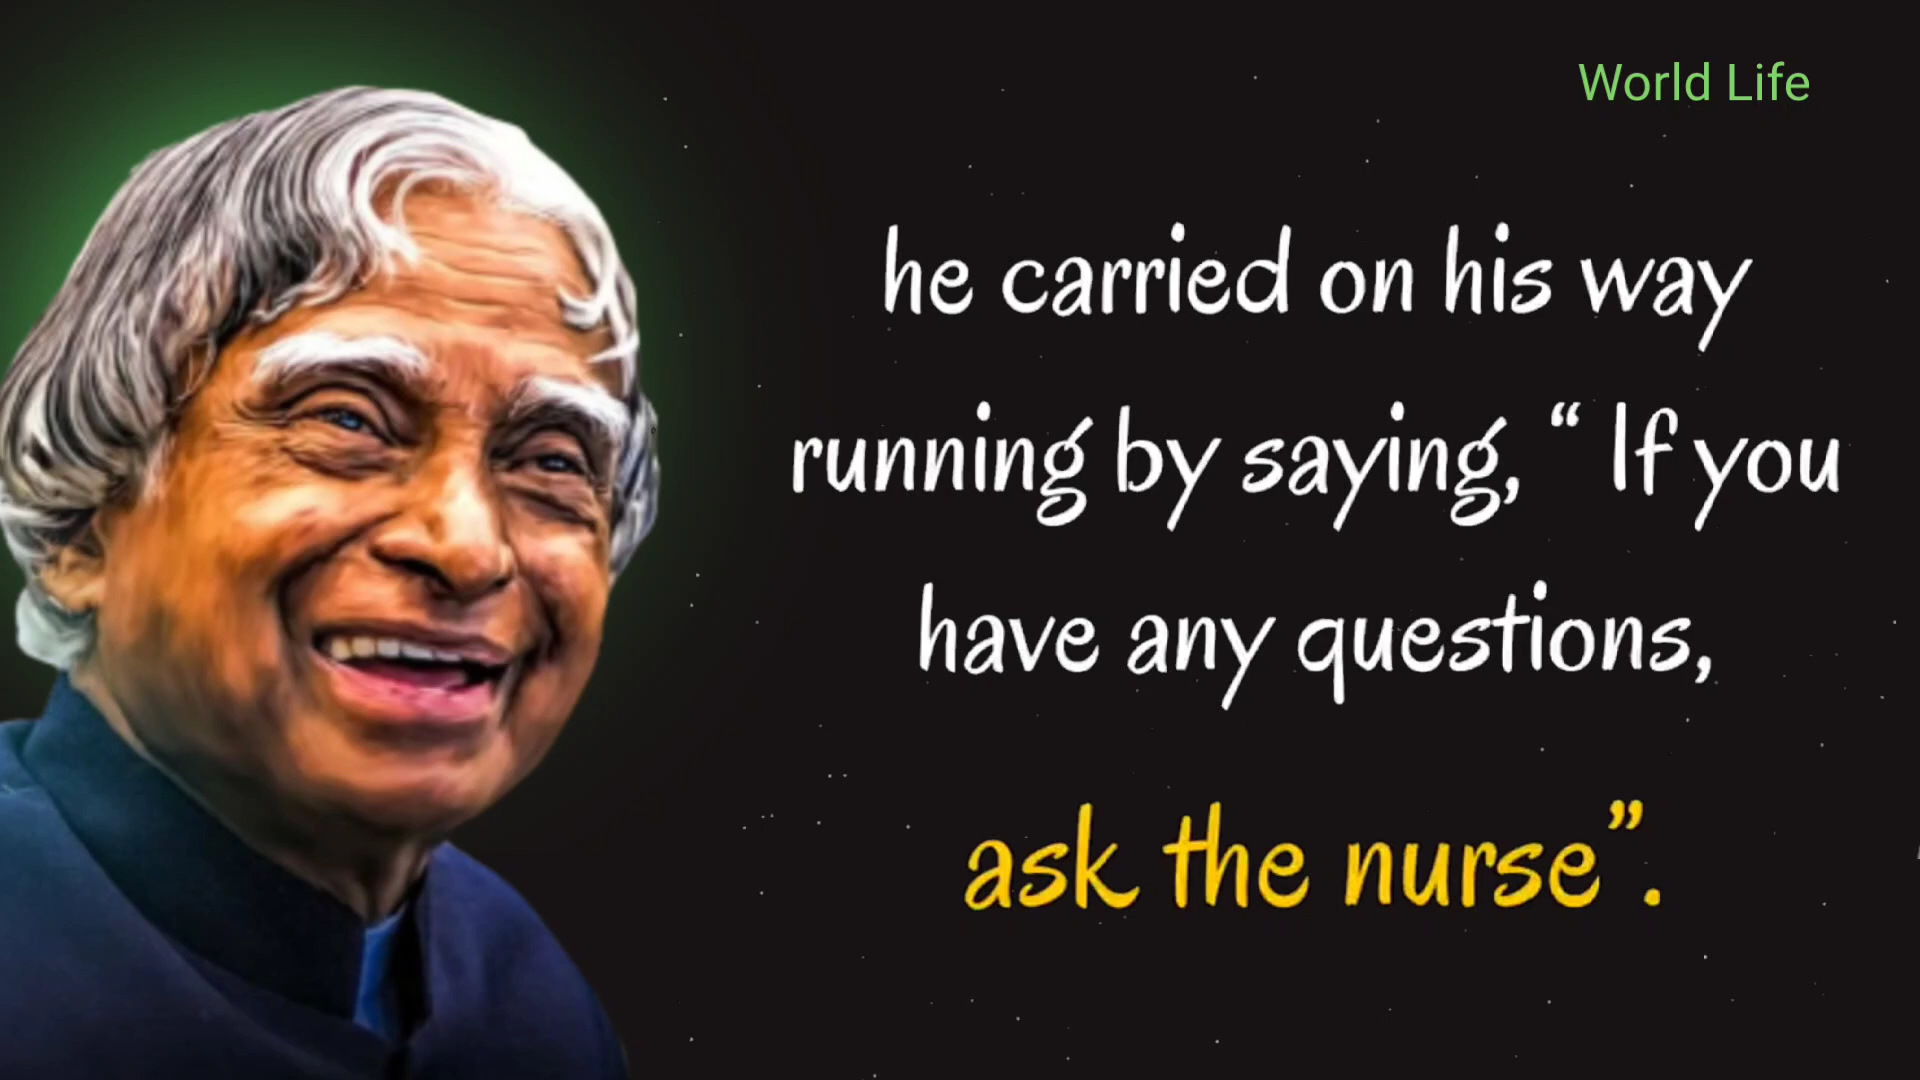 World Life
he carried on his way
running by saying, “ If you
have any questions,
ask the nurse”.